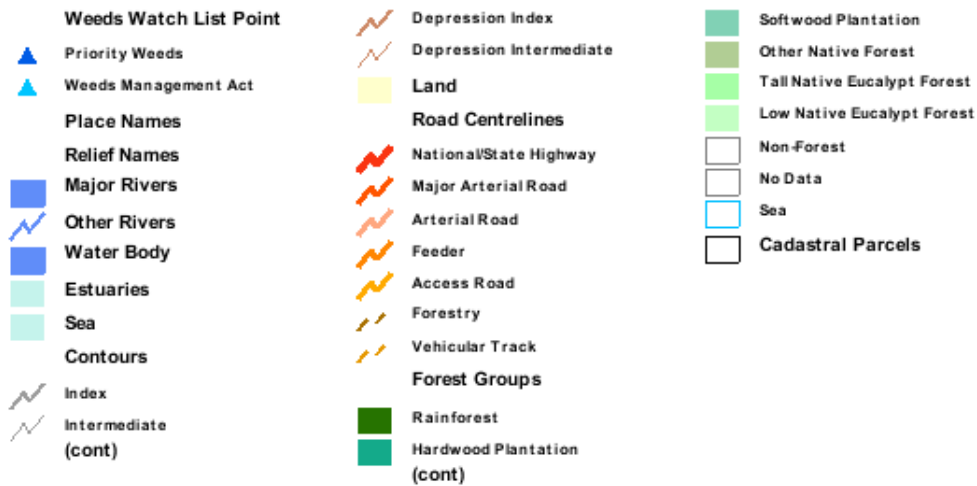 Weeds Watch List Point
Priority Weeds
Weeds Management Act
Place Names
Relief Names
Major Rivers
Other Rivers
Water Body
Estuaries
Sea
Contours
Index
Intermediate
(cont)
Depression Index
Depression Intermediate
Land
Road Centrelines
National/State Highway
Major Arterial Road
Arterial Road
Feeder
Access Road
Forestry
Vehicular Track
Forest Groups
Rainforest
Hardwood Plantation
(cont)
Softwood Plantation
Other Native Forest
Tall Native Eucalypt Forest
Low Native Eucalypt Forest
Non-Forest
No Data
Sea
Cadastral Parcels